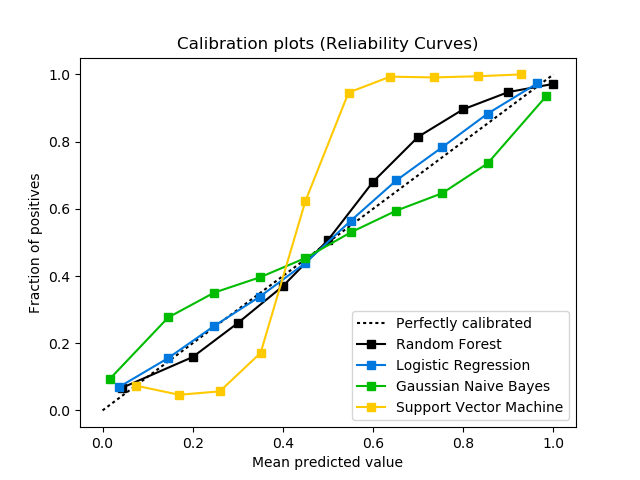 Calibration plots (Reliability Curves)
1.0
0.8
0.6
0.4
0.2
0.0
Fraction of positives
Perfectly calibrated
Random Forest
Logistic Regression
Gaussian Naive Bayes
Support Vector Machine
0.0 0.2 0.4 0.6 0.8 1.0
Mean predicted value